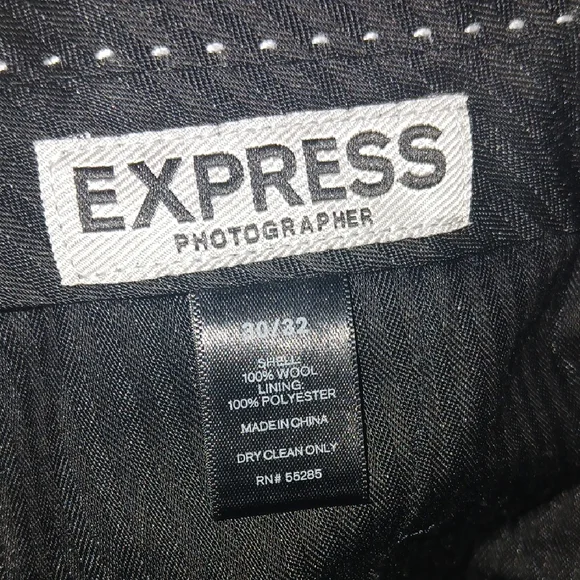 EXPRESS
PHOTOGRAPHER
30/32
SHELL:
100% WOOL
LINING:
100% POLYESTER
MADE IN CHINA
DRY CLEAN ONLY
RN# 55285